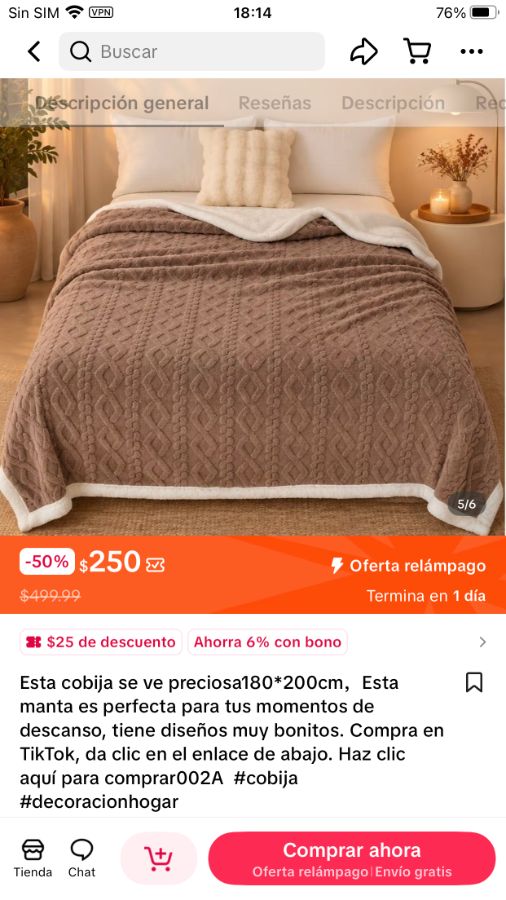 Sin SIM VPN 18:14 76%
Buscar
Descripción general Reseñas Descripción Rec
5/6
-50% $250 Oferta relámpago
$499.99 Termina en 1 día
$25 de descuento Ahorra 6% con bono
Esta cobija se ve preciosa180*200cm，Esta
manta es perfecta para tus momentos de
descanso, tiene diseños muy bonitos. Compra en
TikTok, da clic en el enlace de abajo. Haz clic
aquí para comprar002A #cobija
#decoracionhogar
Tienda Chat Comprar ahora
Oferta relámpago|Envío gratis